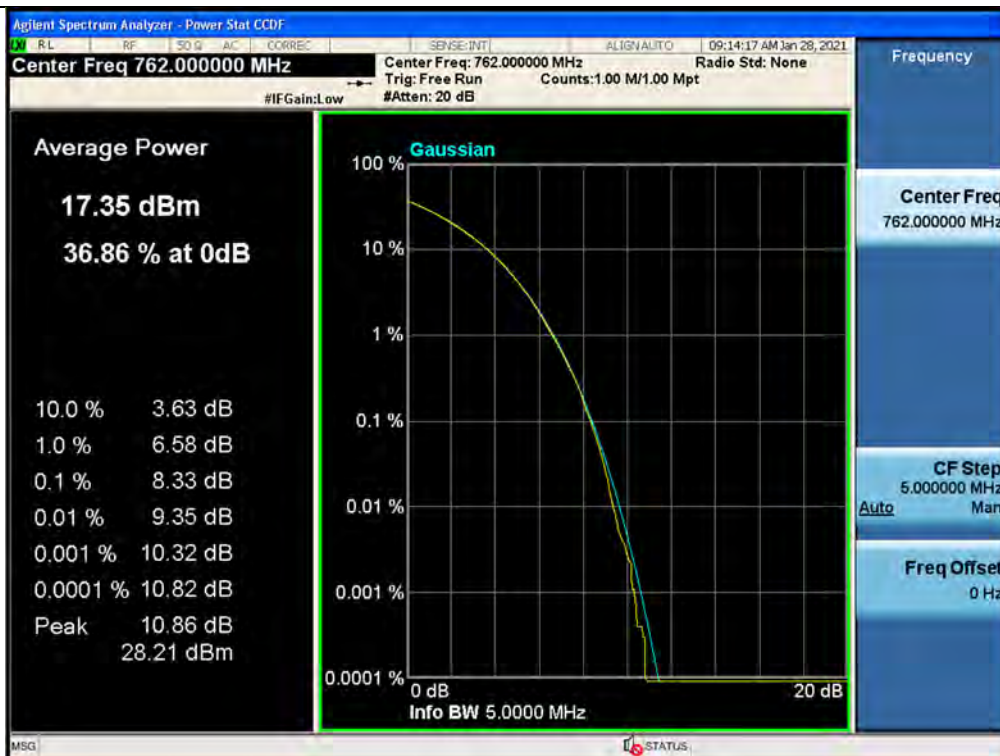 Agilent Spectrum Analyzer - Power Stat CCDF
LXI RL RF 50 Ω AC CORREC SENSE:INT ALIGN AUTO 09:14:17 AM Jan 28, 2021
Center Freq 762.000000 MHz
Center Freq: 762.000000 MHz Radio Std: None
Trig: Free Run Counts:1.00 M/1.00 Mpt
#IFGain:Low #Atten: 20 dB
Frequency
Average Power
17.35 dBm
36.86 % at 0dB
10.0 % 3.63 dB
1.0 % 6.58 dB
0.1 % 8.33 dB
0.01 % 9.35 dB
0.001 % 10.32 dB
0.0001 % 10.82 dB
Peak 10.86 dB
28.21 dBm
Gaussian
100 %
10 %
1 %
0.1 %
0.01 %
0.001 %
0.0001 %
0 dB 20 dB
Info BW 5.0000 MHz
Center Freq
762.000000 MHz
CF Step
5.000000 MHz
Auto Man
Freq Offset
0 Hz
MSG STATUS